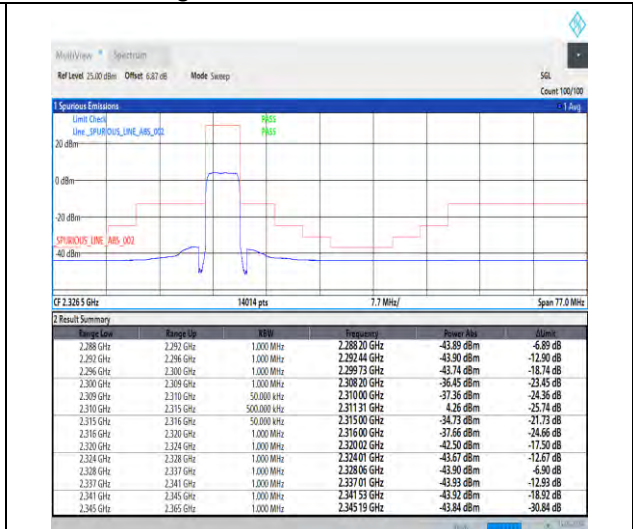 MultiView Spectrum
Ref Level 25.00 dBm Offset 6.87 dB Mode Sweep SGL
Count 100/100
1 Spurious Emissions 1 Avg
Limit Check PASS
Line _SPURIOUS_LINE_ABS_002 PASS
20 dBm
0 dBm
-20 dBm
_SPURIOUS_LINE_ABS_002
-40 dBm
CF 2.326 5 GHz 14014 pts 7.7 MHz/ Span 77.0 MHz
2 Result Summary
Range Low Range Up RBW Frequency Power Abs ΔLimit
2.288 GHz 2.292 GHz 1.000 MHz 2.288 20 GHz -43.89 dBm -6.89 dB
2.292 GHz 2.296 GHz 1.000 MHz 2.292 44 GHz -43.90 dBm -12.90 dB
2.296 GHz 2.300 GHz 1.000 MHz 2.299 73 GHz -43.74 dBm -18.74 dB
2.300 GHz 2.309 GHz 1.000 MHz 2.308 20 GHz -36.45 dBm -23.45 dB
2.309 GHz 2.310 GHz 50.000 kHz 2.310 00 GHz -37.36 dBm -24.36 dB
2.310 GHz 2.315 GHz 500.000 kHz 2.311 31 GHz 4.26 dBm -25.74 dB
2.315 GHz 2.316 GHz 50.000 kHz 2.315 00 GHz -34.73 dBm -21.73 dB
2.316 GHz 2.320 GHz 1.000 MHz 2.316 00 GHz -37.66 dBm -24.66 dB
2.320 GHz 2.324 GHz 1.000 MHz 2.320 02 GHz -42.50 dBm -17.50 dB
2.324 GHz 2.328 GHz 1.000 MHz 2.324 01 GHz -43.67 dBm -12.67 dB
2.328 GHz 2.337 GHz 1.000 MHz 2.328 06 GHz -43.90 dBm -6.90 dB
2.337 GHz 2.341 GHz 1.000 MHz 2.337 01 GHz -43.93 dBm -12.93 dB
2.341 GHz 2.345 GHz 1.000 MHz 2.341 53 GHz -43.92 dBm -18.92 dB
2.345 GHz 2.365 GHz 1.000 MHz 2.345 19 GHz -43.84 dBm -30.84 dB